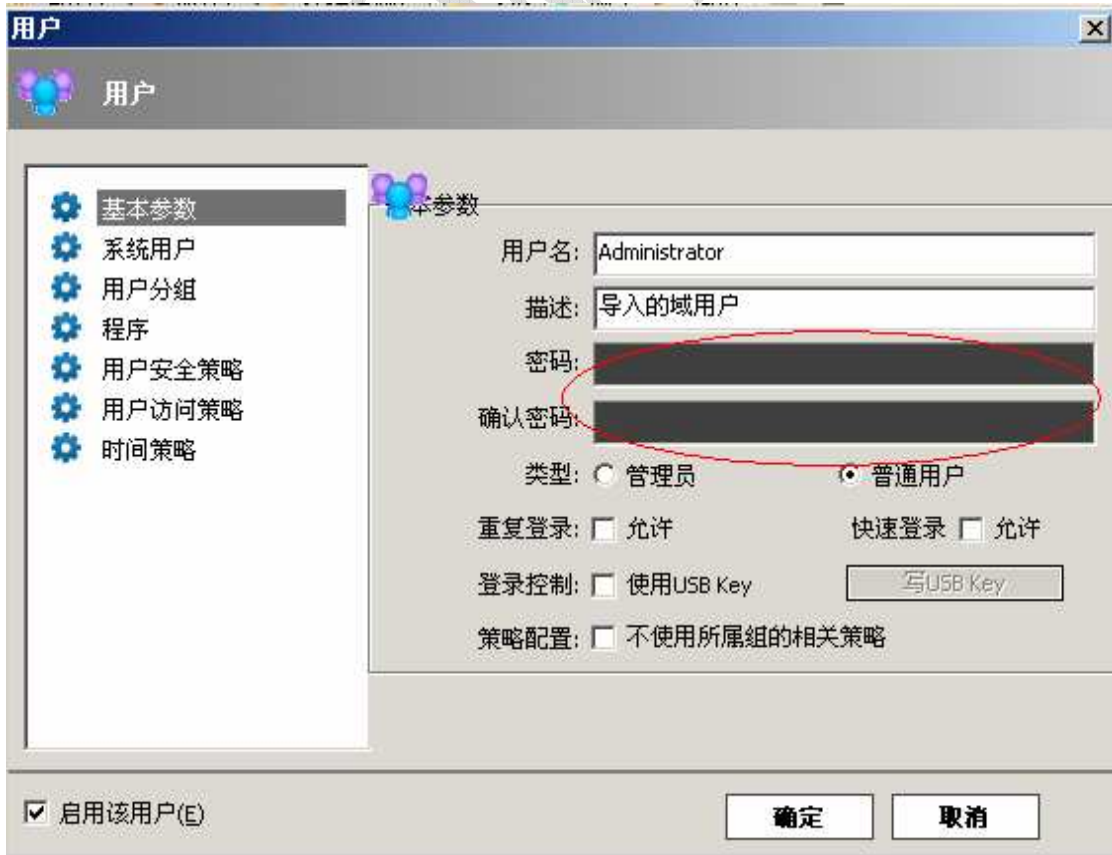 用户
用户
基本参数
系统用户
用户分组
程序
用户安全策略
用户访问策略
时间策略
本参数
用户名: Administrator
描述: 导入的域用户
密码:
确认密码:
类型: 管理员 普通用户
重复登录: 允许 快速登录 允许
登录控制: 使用USB Key 写USB Key
策略配置: 不使用所属组的相关策略
启用该用户(E) 确定 取消